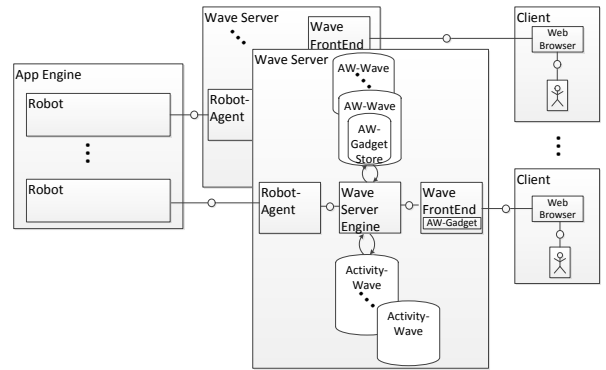 Wave Server
Wave
FrontEnd
Client
Web
Browser
App Engine
Robot
Robot-
Agent
Robot
Wave Server
AW-Wave
AW-Wave
AW-
Gadget
Store
Robot-
Agent
Wave
Server
Engine
Wave
FrontEnd
AW-Gadget
Client
Web
Browser
Activity-
Wave
Activity-
Wave